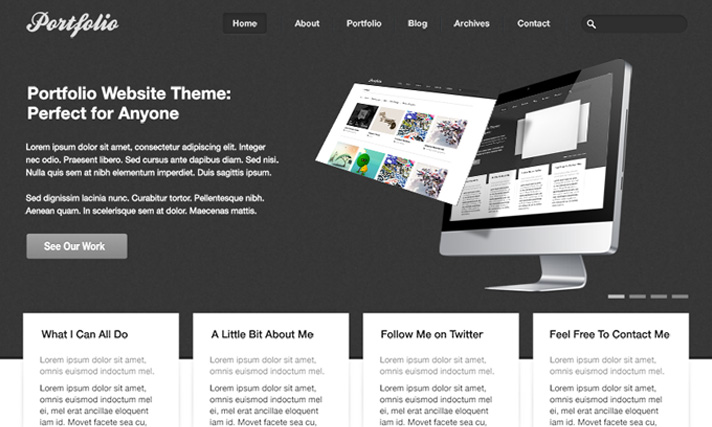 Portfolio
Home About Portfolio Blog Archives Contact
Portfolio Website Theme:
Perfect for Anyone
Lorem ipsum dolor sit amet, consectetur adipiscing elit. Integer
nec odio. Praesent libero. Sed cursus ante dapibus diam. Sed nisi.
Nulla quis sem at nibh elementum imperdiet. Duis sagittis ipsum.
Sed dignissim lacinia nunc. Curabitur tortor. Pellentesque nibh.
Aenean quam. In scelerisque sem at dolor. Maecenas mattis.
See Our Work
What I Can All Do
Lorem ipsum dolor sit amet,
omnis euismod indoctum mel.
Lorem ipsum dolor sit amet,
omnis euismod indoctum mel
ei, mel erat ancillae eloquent
iam id. Movet facete sea cu,
A Little Bit About Me
Lorem ipsum dolor sit amet,
omnis euismod indoctum mel.
Lorem ipsum dolor sit amet,
omnis euismod indoctum mel
ei, mel erat ancillae eloquent
iam id. Movet facete sea cu,
Follow Me on Twitter
Lorem ipsum dolor sit amet,
omnis euismod indoctum mel.
Lorem ipsum dolor sit amet,
omnis euismod indoctum mel
ei, mel erat ancillae eloquent
iam id. Movet facete sea cu,
Feel Free To Contact Me
Lorem ipsum dolor sit amet,
omnis euismod indoctum mel.
Lorem ipsum dolor sit amet,
omnis euismod indoctum mel
ei, mel erat ancillae eloquent
iam id. Movet facete sea cu,